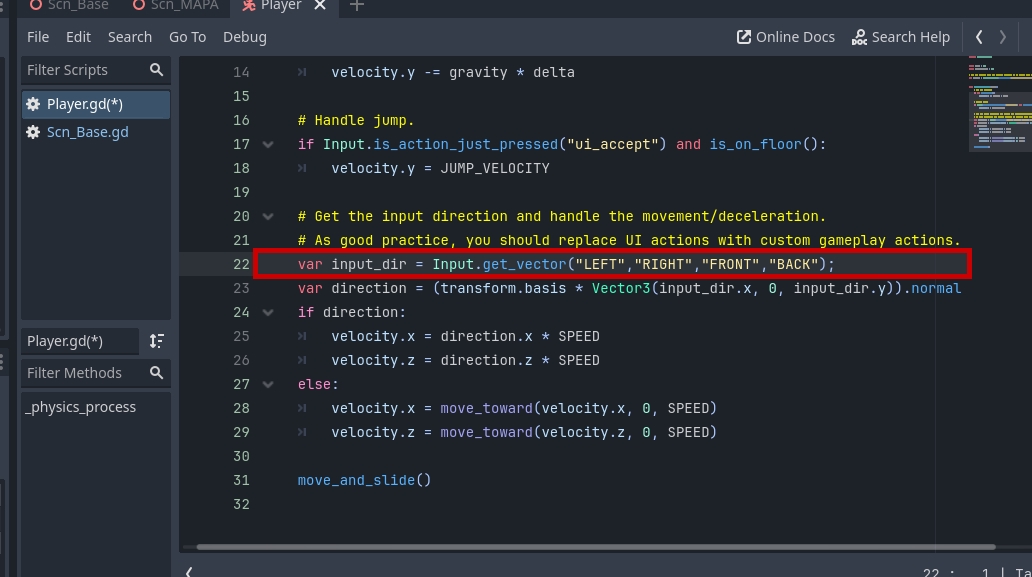 Scn_Base
Scn_MAPA
Player
File Edit Search Go To Debug
Online Docs Search Help
Filter Scripts
Player.gd(*)
Scn_Base.gd
Player.gd(*)
Filter Methods
_physics_process
14 velocity.y -= gravity * delta
15
16 # Handle jump.
17 if Input.is_action_just_pressed("ui_accept") and is_on_floor():
18 velocity.y = JUMP_VELOCITY
19
20 # Get the input direction and handle the movement/deceleration.
21 # As good practice, you should replace UI actions with custom gameplay actions.
22 var input_dir = Input.get_vector("LEFT","RIGHT","FRONT","BACK");
23 var direction = (transform.basis * Vector3(input_dir.x, 0, input_dir.y)).normal
24 if direction:
25 velocity.x = direction.x * SPEED
26 velocity.z = direction.z * SPEED
27 else:
28 velocity.x = move_toward(velocity.x, 0, SPEED)
29 velocity.z = move_toward(velocity.z, 0, SPEED)
30
31 move_and_slide()
32
22 : 1 | Ta